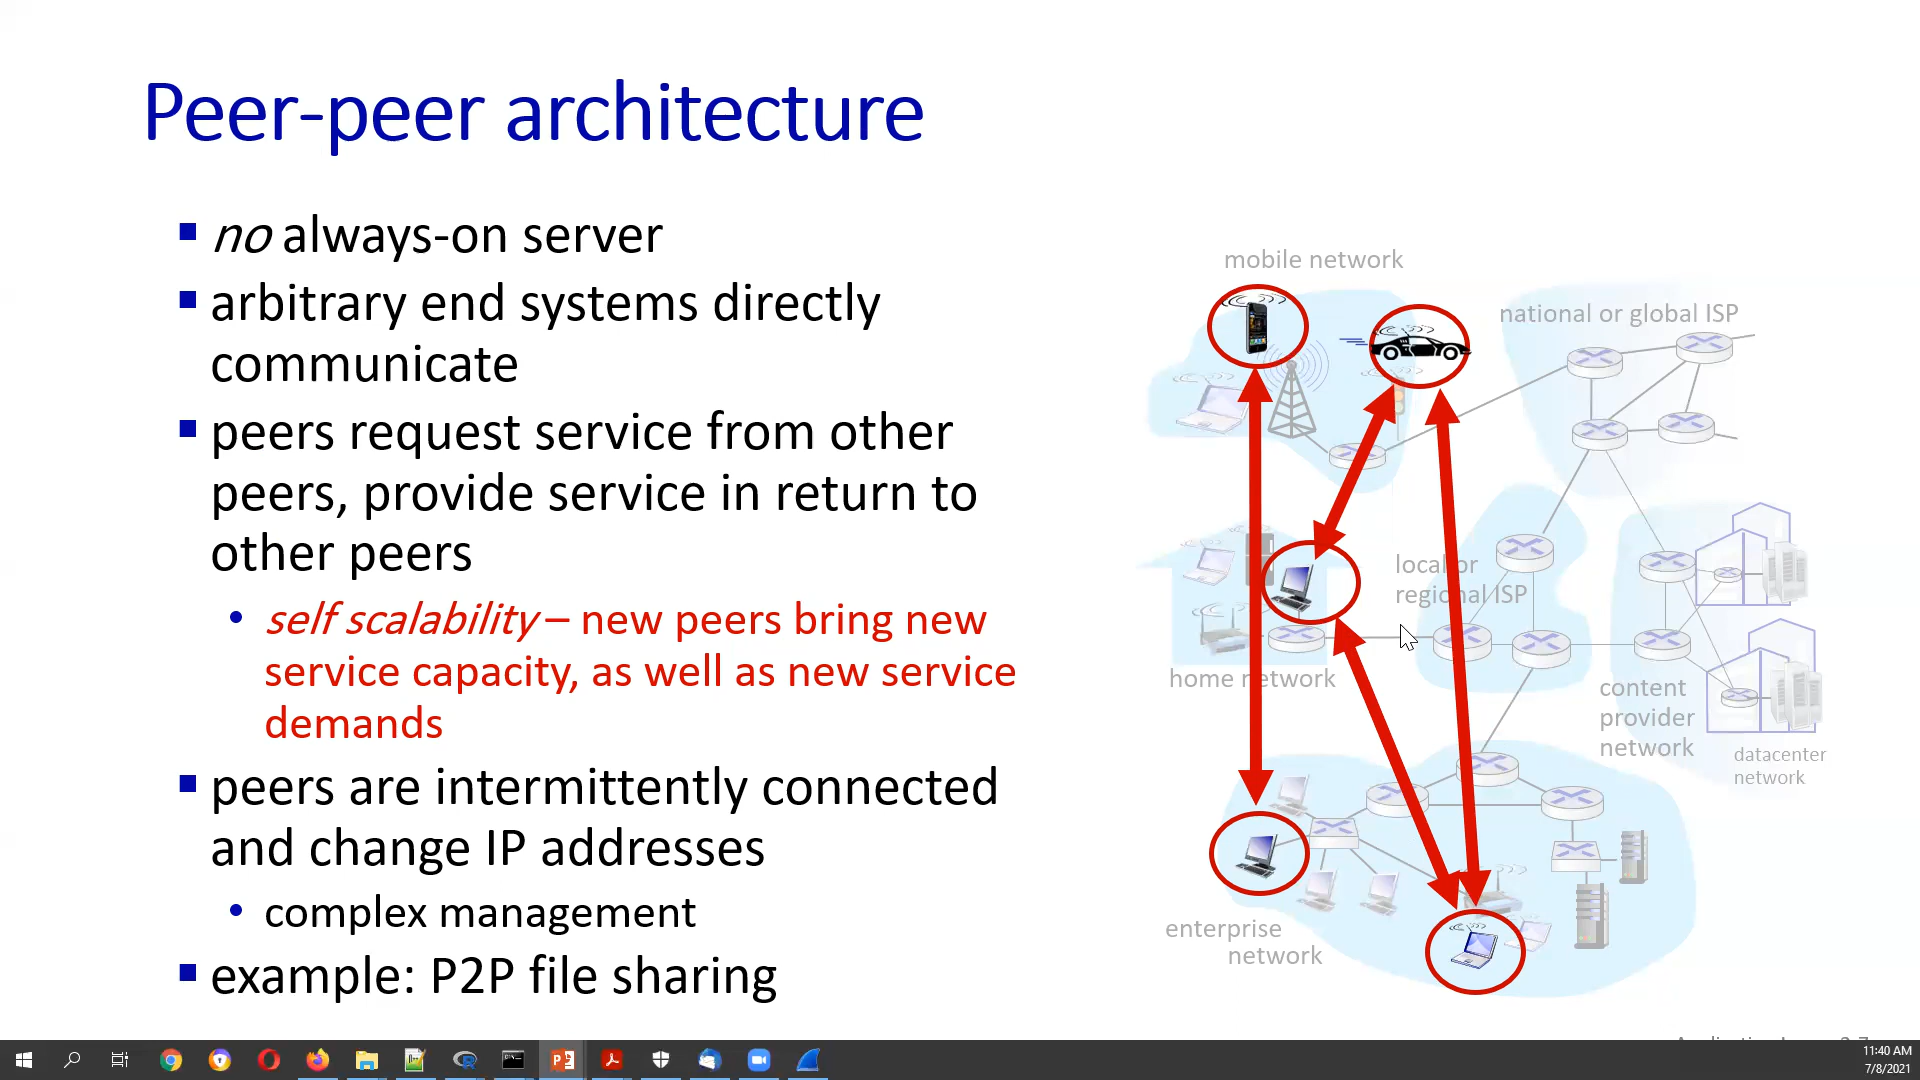 Peer-peer architecture
no always-on server
arbitrary end systems directly
communicate
peers request service from other
peers, provide service in return to
other peers
self scalability – new peers bring new
service capacity, as well as new service
demands
peers are intermittently connected
and change IP addresses
complex management
example: P2P file sharing
mobile network
national or global ISP
local or
regional ISP
home network
content
provider
network
datacenter
network
enterprise
network
11:40 AM
7/8/2021